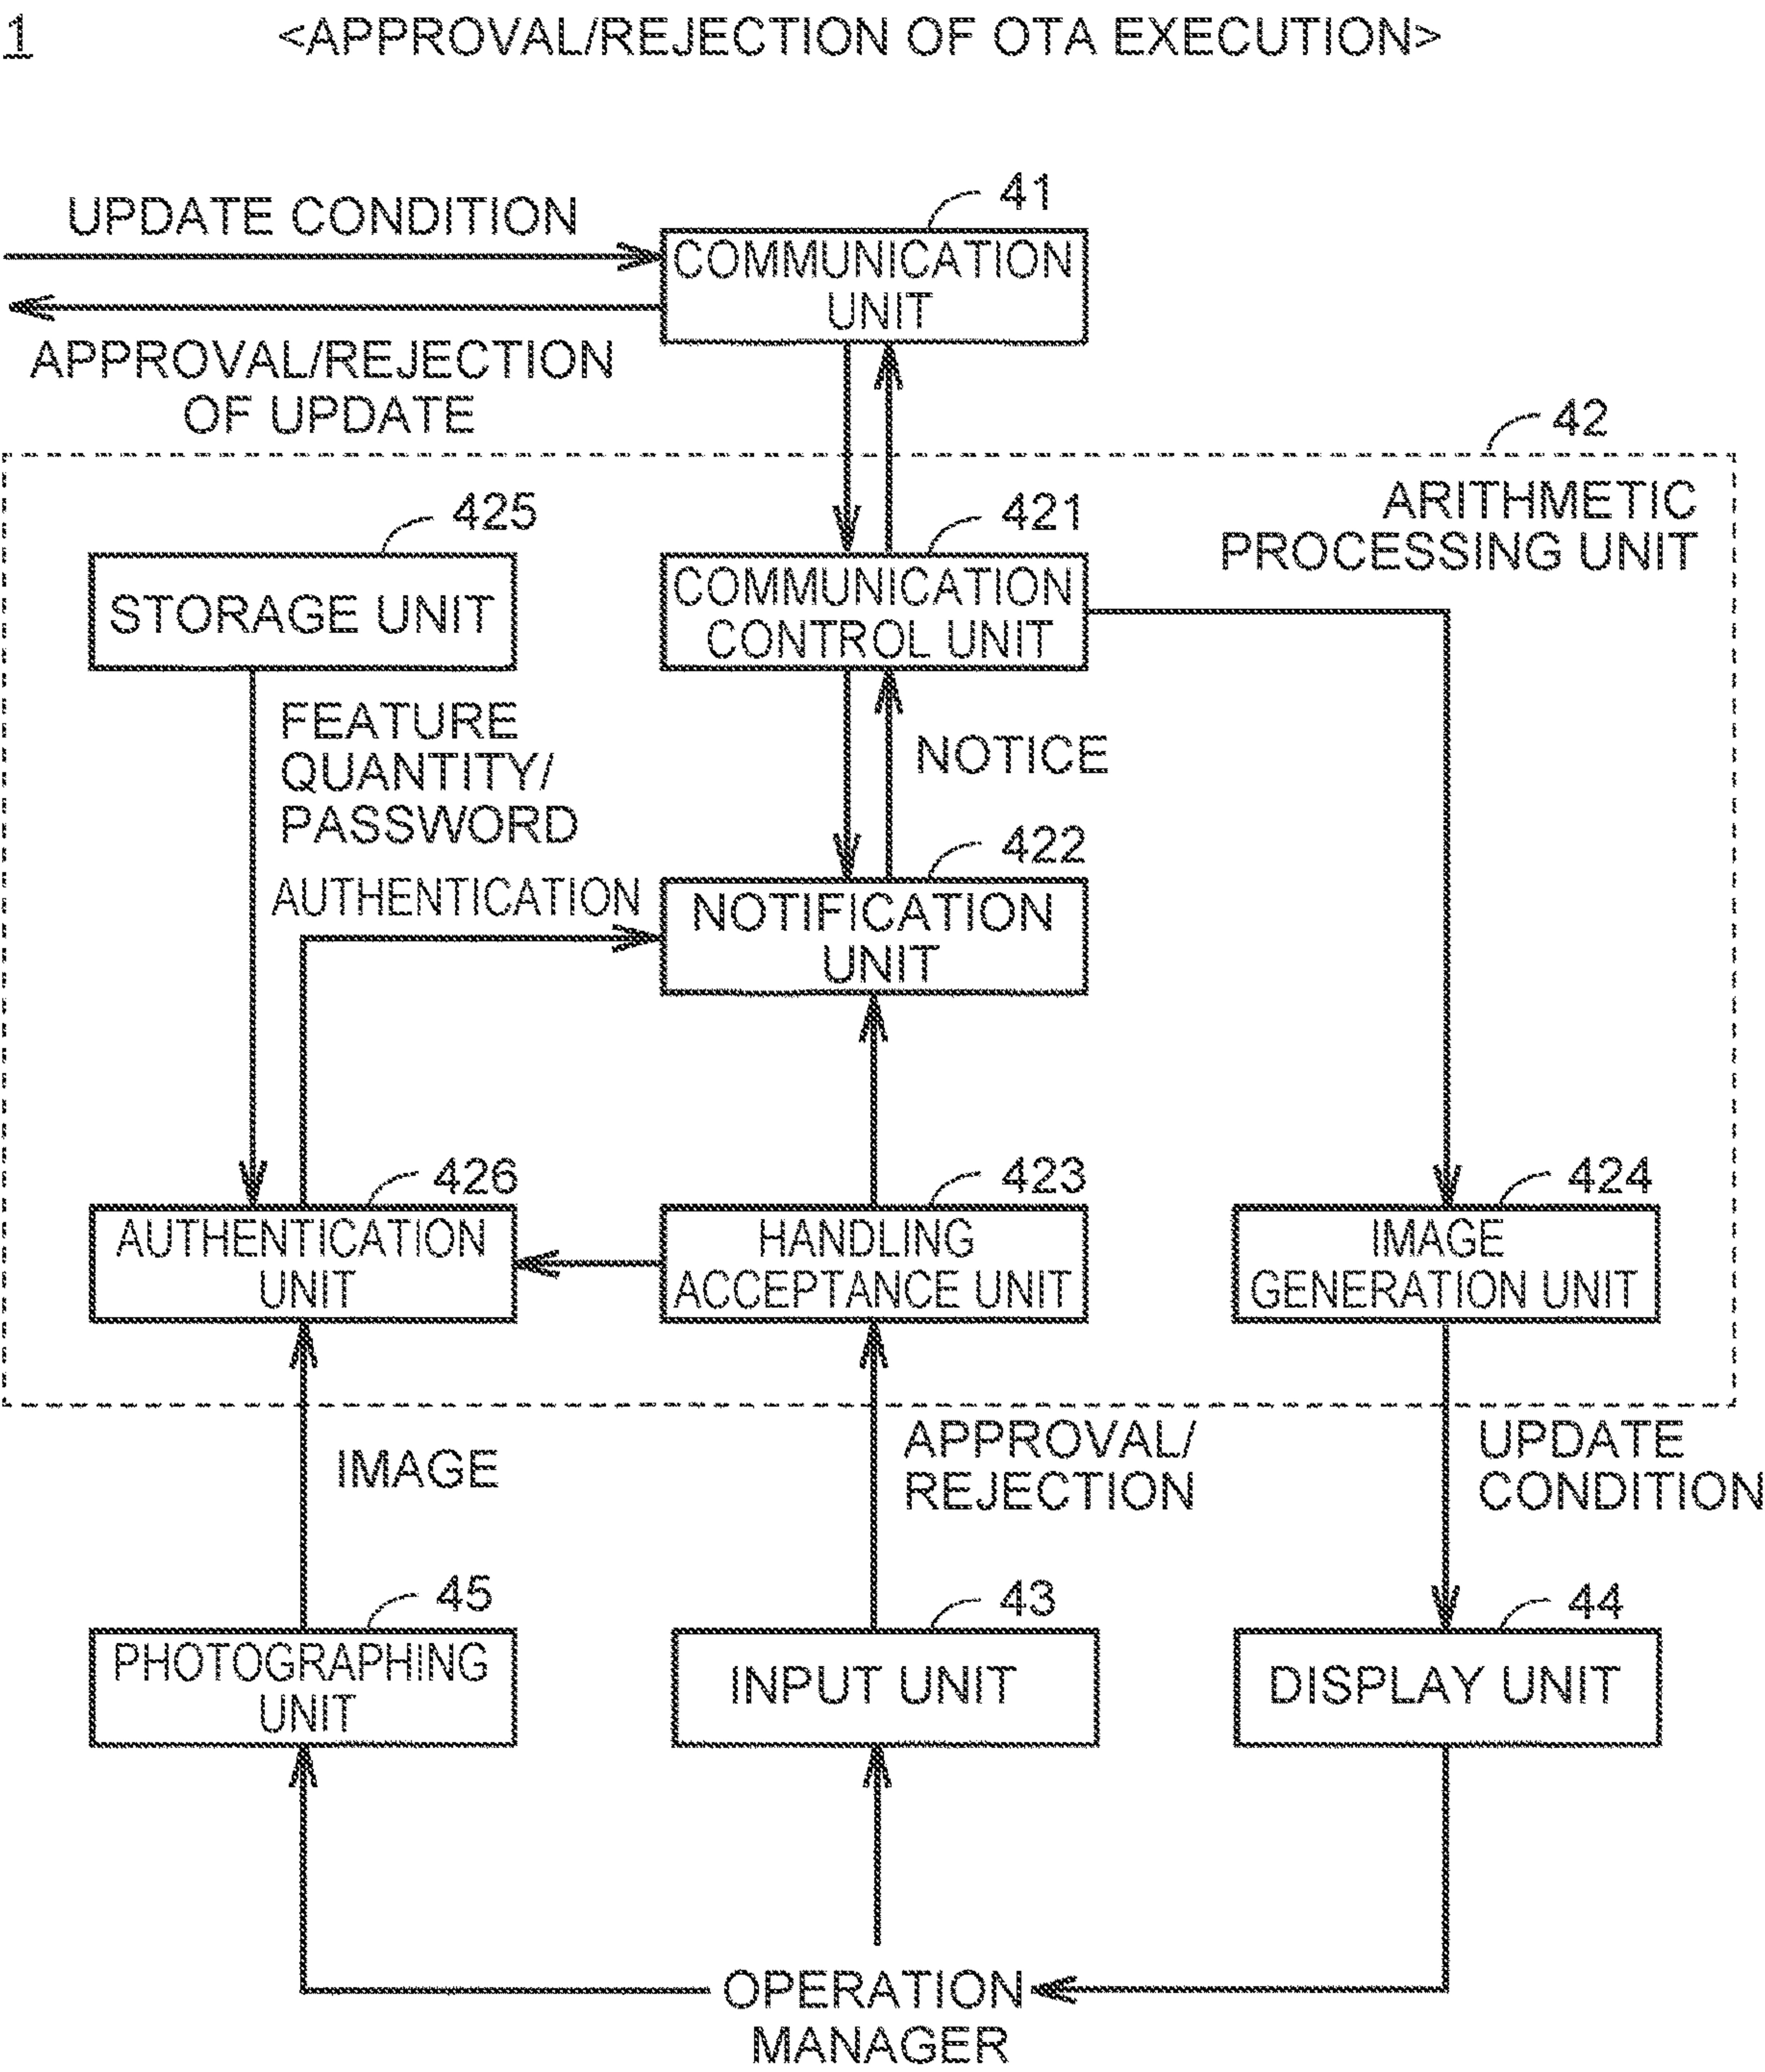 1
<APPROVAL/REJECTION OF OTA EXECUTION>
UPDATE CONDITION
41
COMMUNICATION
UNIT
APPROVAL/REJECTION
OF UPDATE
42
ARITHMETIC
PROCESSING UNIT
425
STORAGE UNIT
421
COMMUNICATION
CONTROL UNIT
FEATURE
QUANTITY/
PASSWORD
NOTICE
AUTHENTICATION
422
NOTIFICATION
UNIT
426
AUTHENTICATION
UNIT
423
HANDLING
ACCEPTANCE UNIT
424
IMAGE
GENERATION UNIT
IMAGE
APPROVAL/
REJECTION
UPDATE
CONDITION
45
PHOTOGRAPHING
UNIT
43
INPUT UNIT
44
DISPLAY UNIT
OPERATION
MANAGER